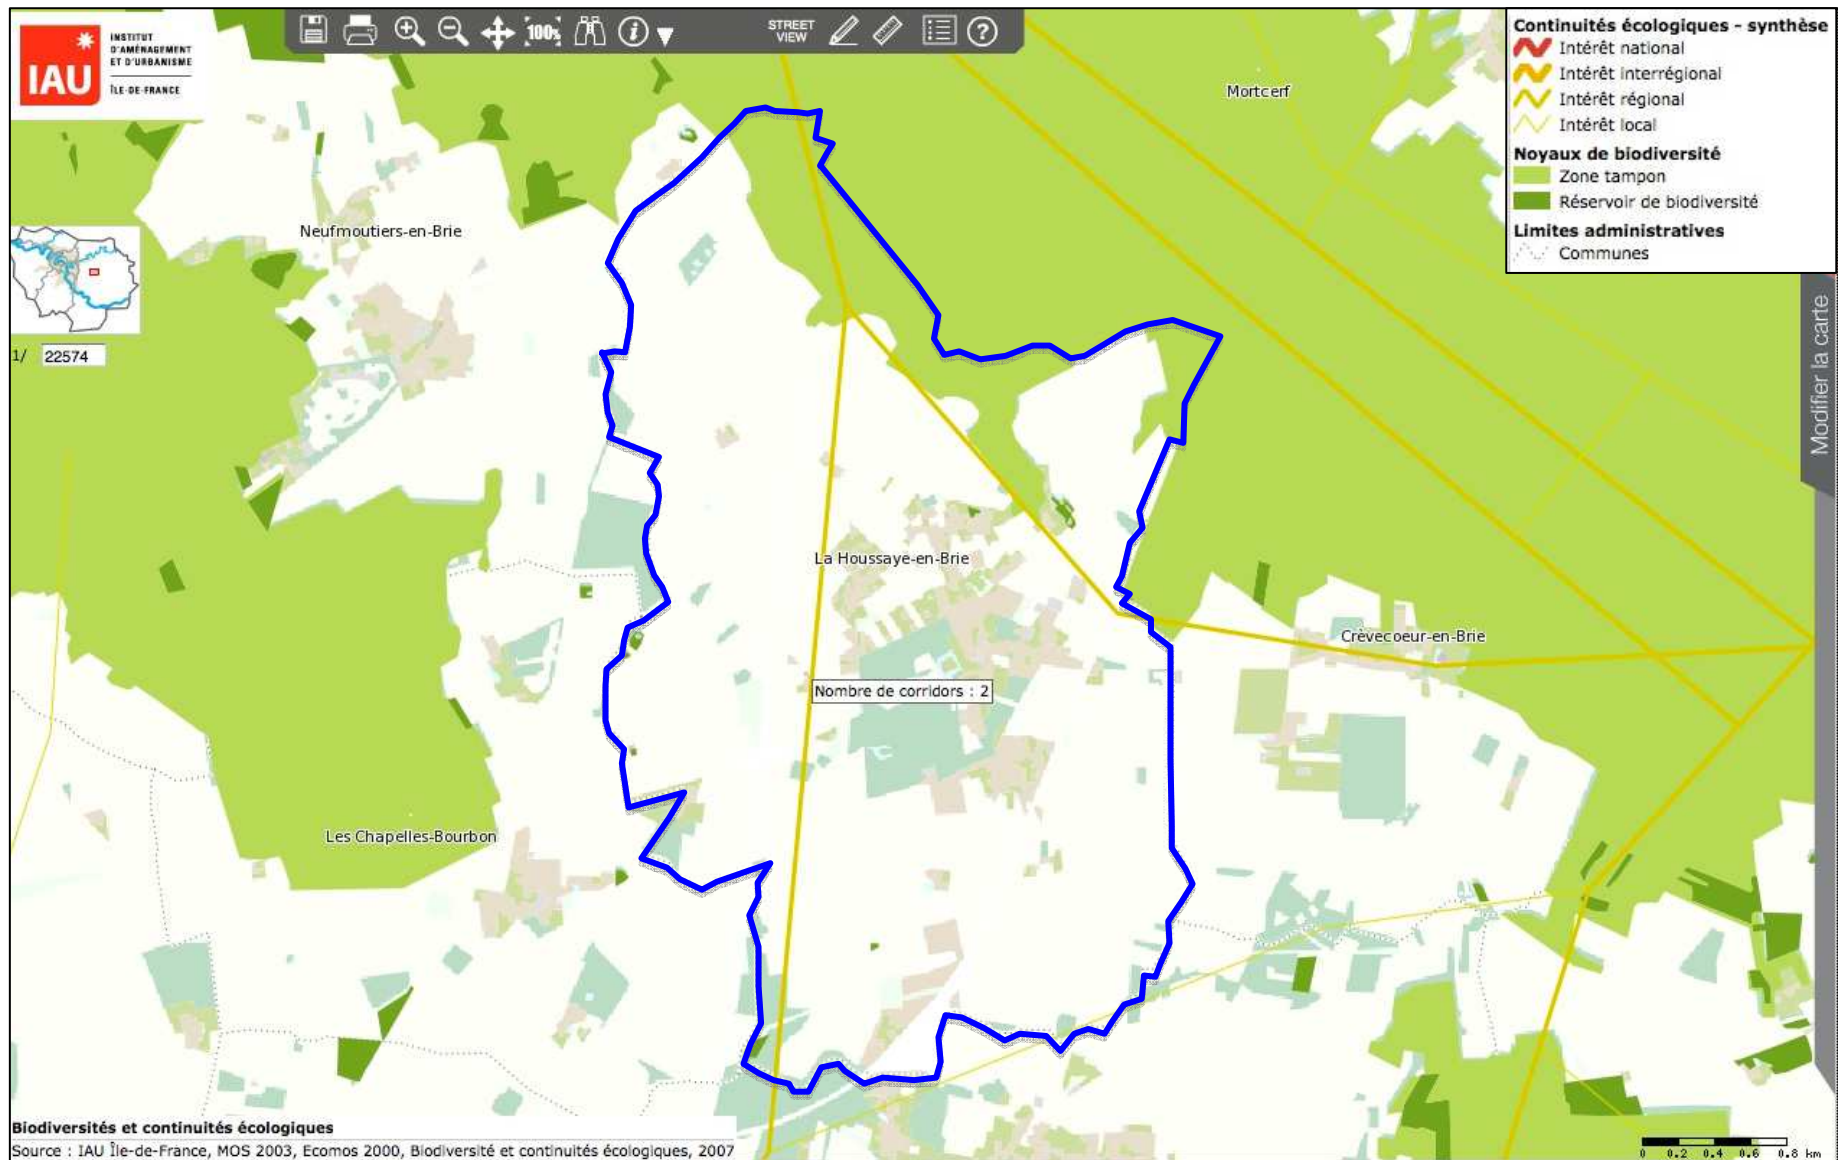 IAU
INSTITUT
D'AMÉNAGEMENT
ET D'URBANISME
ÎLE-DE-FRANCE
100%
STREET
VIEW
Continuités écologiques - synthèse
Intérêt national
Intérêt interrégional
Intérêt régional
Intérêt local
Noyaux de biodiversité
Zone tampon
Réservoir de biodiversité
Limites administratives
Communes
Mortcerf
Neufmoutiers-en-Brie
1/ 22574
Modifier la carte
La Houssaye-en-Brie
Crèvecoeur-en-Brie
Nombre de corridors : 2
Les Chapelles-Bourbon
Biodiversités et continuités écologiques
Source : IAU Île-de-France, MOS 2003, Ecomos 2000, Biodiversité et continuités écologiques, 2007
0 0.2 0.4 0.6 0.8 km